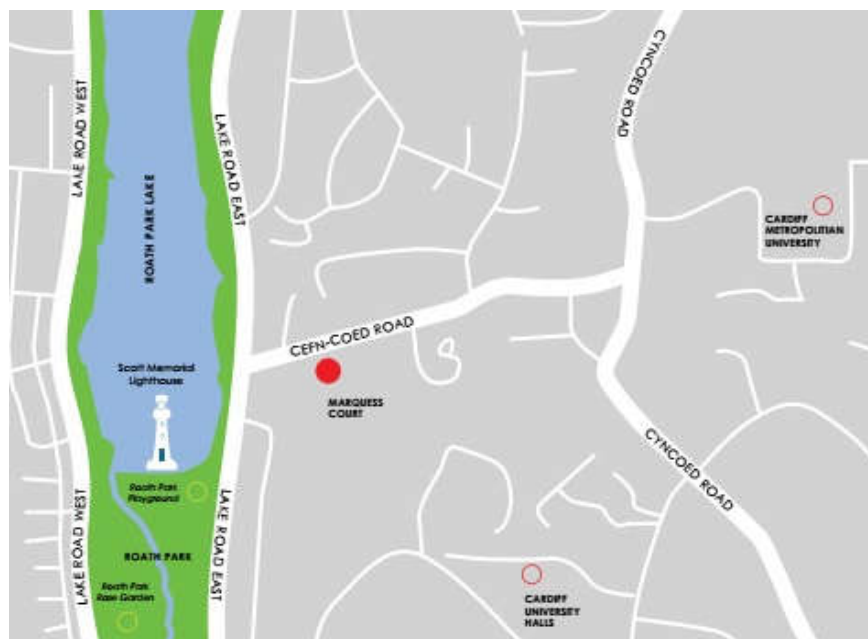 LAKE ROAD WEST
ROATH PARK LAKE
LAKE ROAD EAST
CYNCOED ROAD
CARDIFF
METROPOLITIAN
UNIVERSITY
CEFN-COED ROAD
Scott Memorial
Lighthouse
MARQUESS
COURT
CYNCOED ROAD
Roath Park
Playground
LAKE ROAD WEST
LAKE ROAD EAST
ROATH PARK
Roath Park
Rose Garden
CARDIFF
UNIVERSITY
HALLS